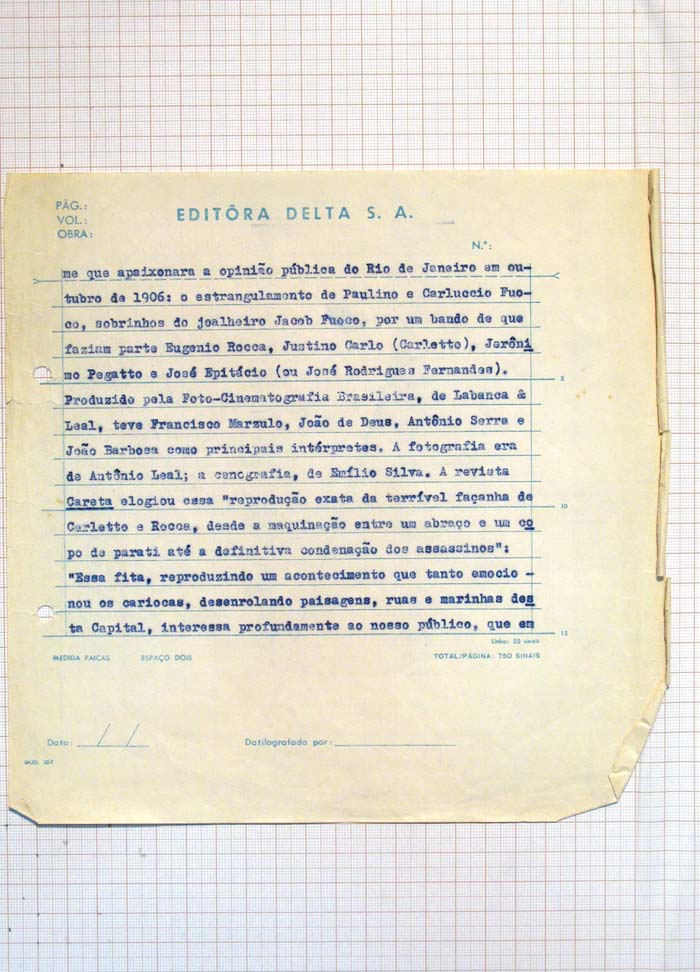 PÁG.:
VOL.:
OBRA:
EDITÔRA DELTA S. A.
N.º:
me que apaixonara a opinião pública do Rio de Janeiro em ou-
tubro de 1906: o estrangulamento de Paulino e Carluccio Fuo-
co, sobrinhos do joalheiro Jacob Fuoco, por um bando de que
faziam parte Eugenio Rocca, Justino Carlo (Carletto), Jerôni
mo Pegatto e José Epitácio (ou José Rodrigues Fernandes).
5
Produzido pela Foto-Cinematografia Brasileira, de Labanca &
Leal, teve Francisco Marzulo, João de Deus, Antônio Serra e
João Barbosa como principais intérpretes. A fotografia era
de Antônio Leal; a cenografia, de Emílio Silva. A revista
Careta elogiou essa "reprodução exata da terrível façanha de
10
Carletto e Rocca, desde a maquinação entre um abraço e um co
po de parati até a definitiva condenação dos assassinos":
"Essa fita, reproduzindo um acontecimento que tanto emocio -
nou os cariocas, desenrolando paisagens, ruas e marinhas des
ta Capital, interessa profundamente ao nosso público, que em
15
Linha: 50 sinais
MEDIDA PAICAS ESPAÇO DOIS TOTAL/PÁGINA: 750 SINAIS
Data: / / Datilografado por:
MOD. 367